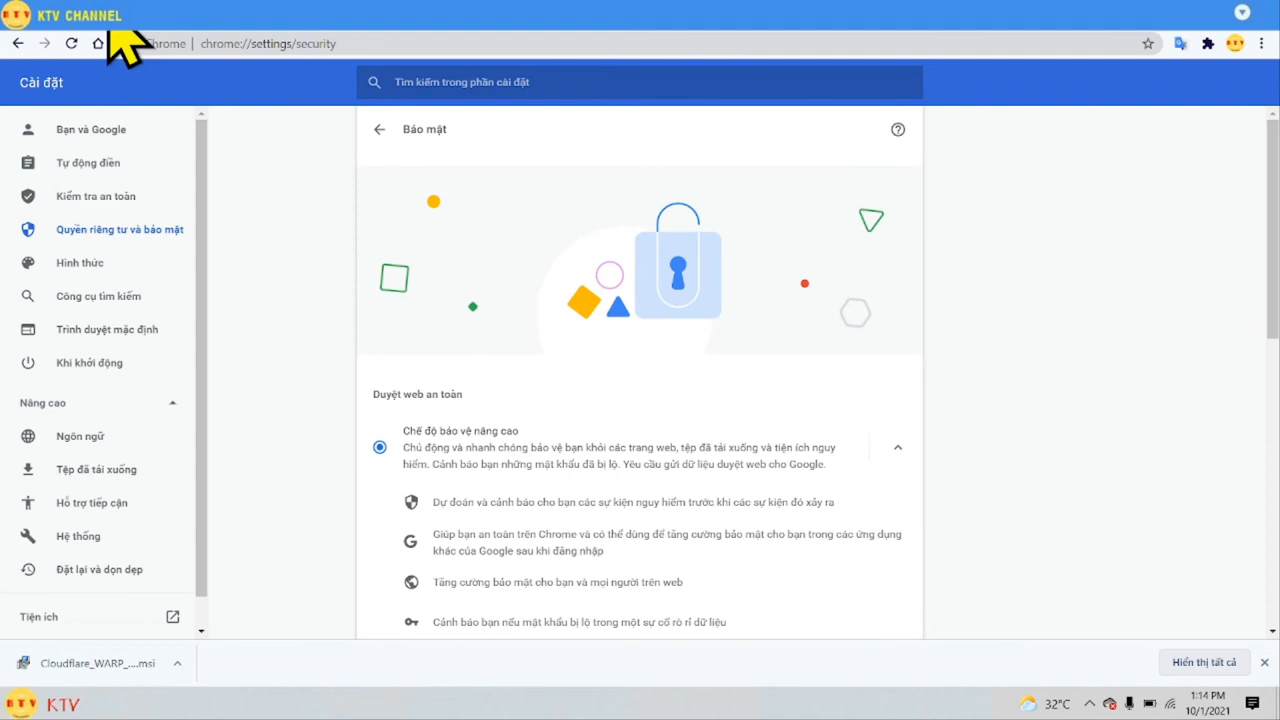 KTV CHANNEL
chrome://settings/security
Cài đặt
Tìm kiếm trong phần cài đặt
Bạn và Google
Tự động điền
Kiểm tra an toàn
Quyền riêng tư và bảo mật
Hình thức
Công cụ tìm kiếm
Trình duyệt mặc định
Khi khởi động
Nâng cao
Ngôn ngữ
Tệp đã tải xuống
Hỗ trợ tiếp cận
Hệ thống
Đặt lại và dọn dẹp
Tiện ích
Bảo mật
Duyệt web an toàn
Chế độ bảo vệ nâng cao
Chủ động và nhanh chóng bảo vệ bạn khỏi các trang web, tệp đã tải xuống và tiện ích nguy
hiểm. Cảnh báo bạn những mật khẩu đã bị lộ. Yêu cầu gửi dữ liệu duyệt web cho Google.
Dự đoán và cảnh báo cho bạn các sự kiện nguy hiểm trước khi các sự kiện đó xảy ra
Giúp bạn an toàn trên Chrome và có thể dùng để tăng cường bảo mật cho bạn trong các ứng dụng
khác của Google sau khi đăng nhập
Tăng cường bảo mật cho bạn và mọi người trên web
Cảnh báo bạn nếu mật khẩu bị lộ trong một sự cố rò rỉ dữ liệu
Cloudflare_WARP_....msi
Hiển thị tất cả
KTV
32°C
1:14 PM
10/1/2021